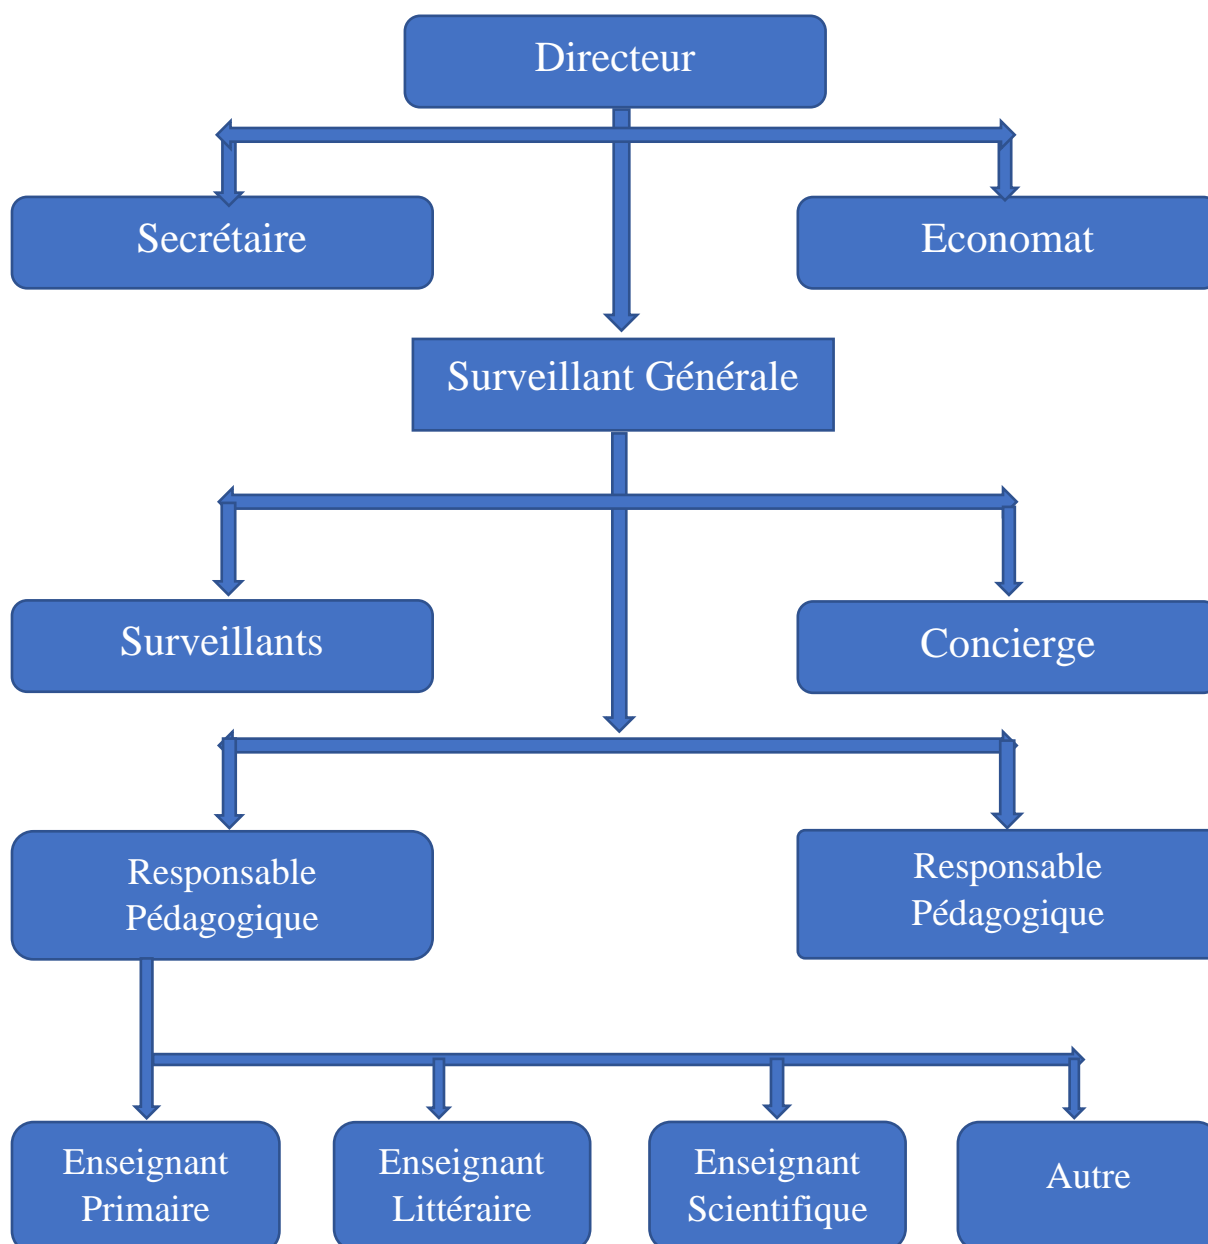 Directeur
Secrétaire
Economat
Surveillant Générale
Surveillants
Concierge
Responsable
Pédagogique
Responsable
Pédagogique
Enseignant
Primaire
Enseignant
Littéraire
Enseignant
Scientifique
Autre